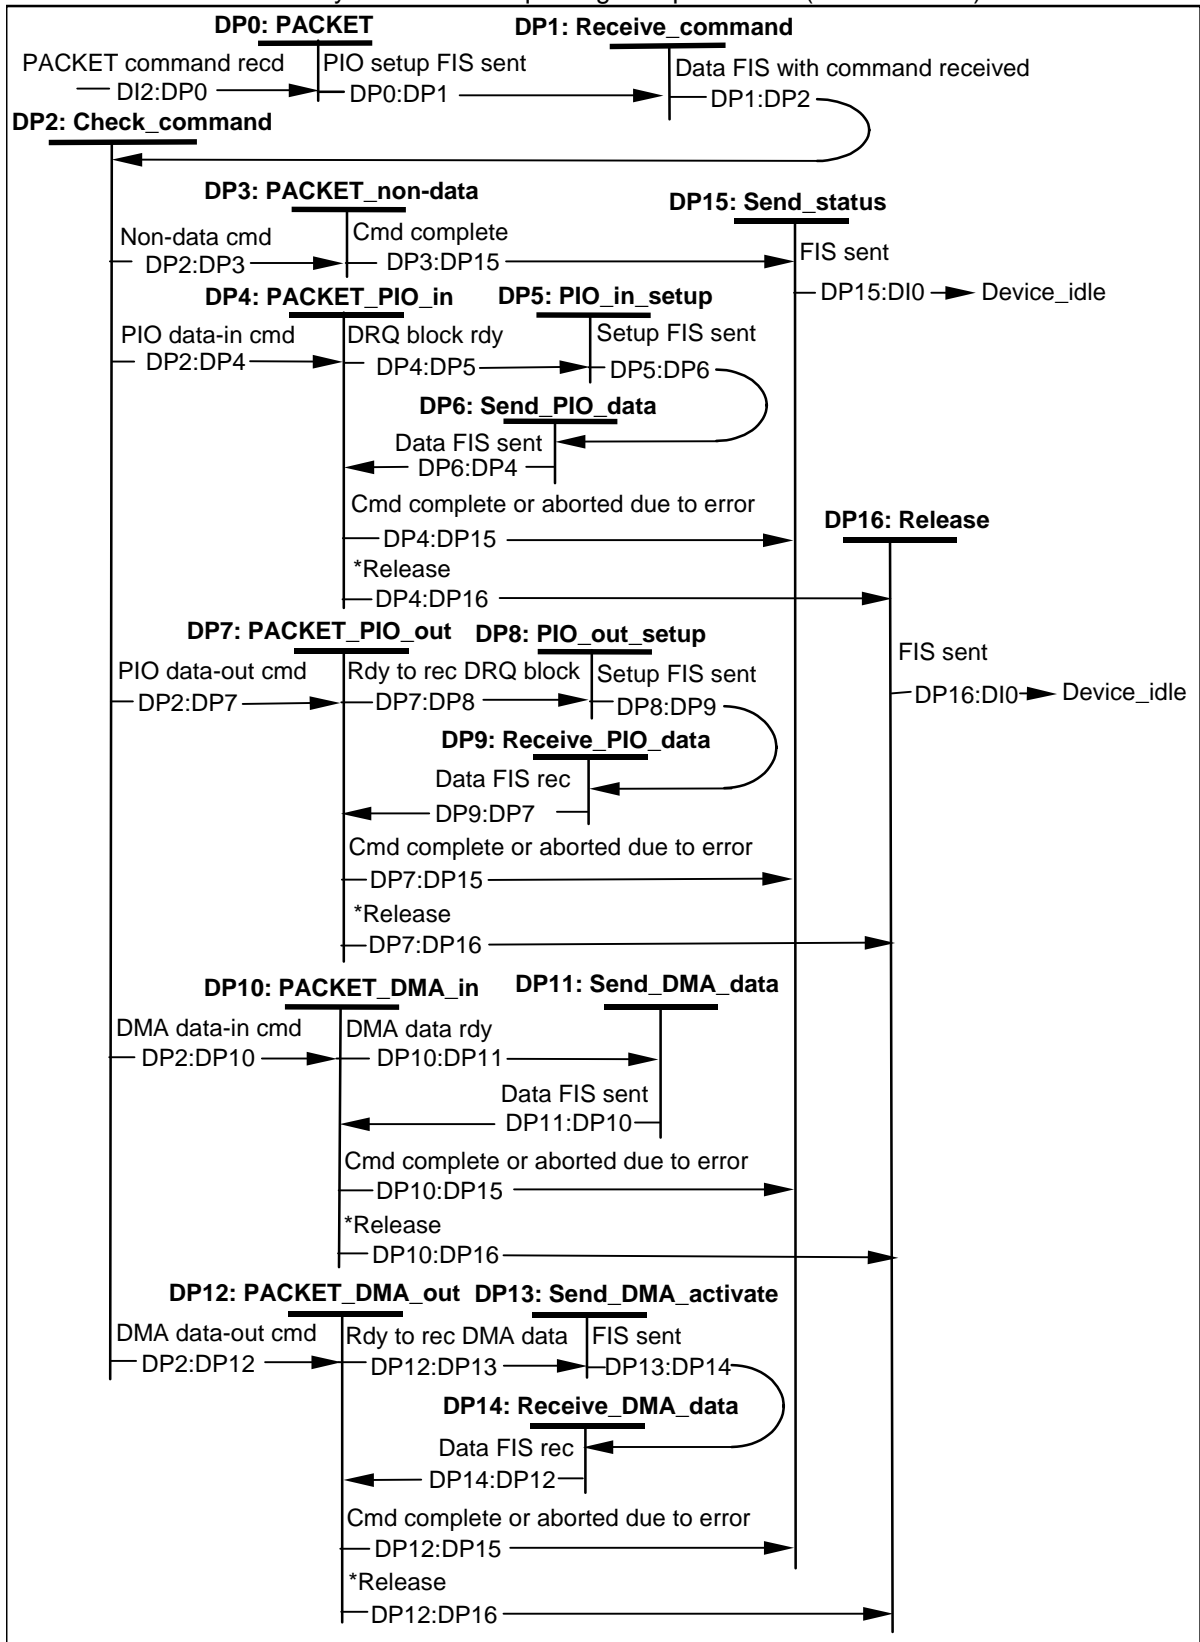 DP0: PACKET
DP1: Receive_command
PACKET command recd
PIO setup FIS sent
Data FIS with command received
DI2:DP0
DP0:DP1
DP1:DP2
DP2: Check_command
DP3: PACKET_non-data
DP15: Send_status
Non-data cmd
Cmd complete
FIS sent
DP2:DP3
DP3:DP15
DP15:DI0
Device_idle
DP4: PACKET_PIO_in
DP5: PIO_in_setup
PIO data-in cmd
DRQ block rdy
Setup FIS sent
DP2:DP4
DP4:DP5
DP5:DP6
DP6: Send_PIO_data
Data FIS sent
DP6:DP4
Cmd complete or aborted due to error
DP4:DP15
DP16: Release
*Release
DP4:DP16
DP7: PACKET_PIO_out
DP8: PIO_out_setup
FIS sent
PIO data-out cmd
Rdy to rec DRQ block
Setup FIS sent
DP2:DP7
DP7:DP8
DP8:DP9
DP16:DI0
Device_idle
DP9: Receive_PIO_data
Data FIS rec
DP9:DP7
Cmd complete or aborted due to error
DP7:DP15
*Release
DP7:DP16
DP10: PACKET_DMA_in
DP11: Send_DMA_data
DMA data-in cmd
DMA data rdy
DP2:DP10
DP10:DP11
Data FIS sent
DP11:DP10
Cmd complete or aborted due to error
DP10:DP15
*Release
DP10:DP16
DP12: PACKET_DMA_out
DP13: Send_DMA_activate
DMA data-out cmd
Rdy to rec DMA data
FIS sent
DP2:DP12
DP12:DP13
DP13:DP14
DP14: Receive_DMA_data
Data FIS rec
DP14:DP12
Cmd complete or aborted due to error
DP12:DP15
*Release
DP12:DP16